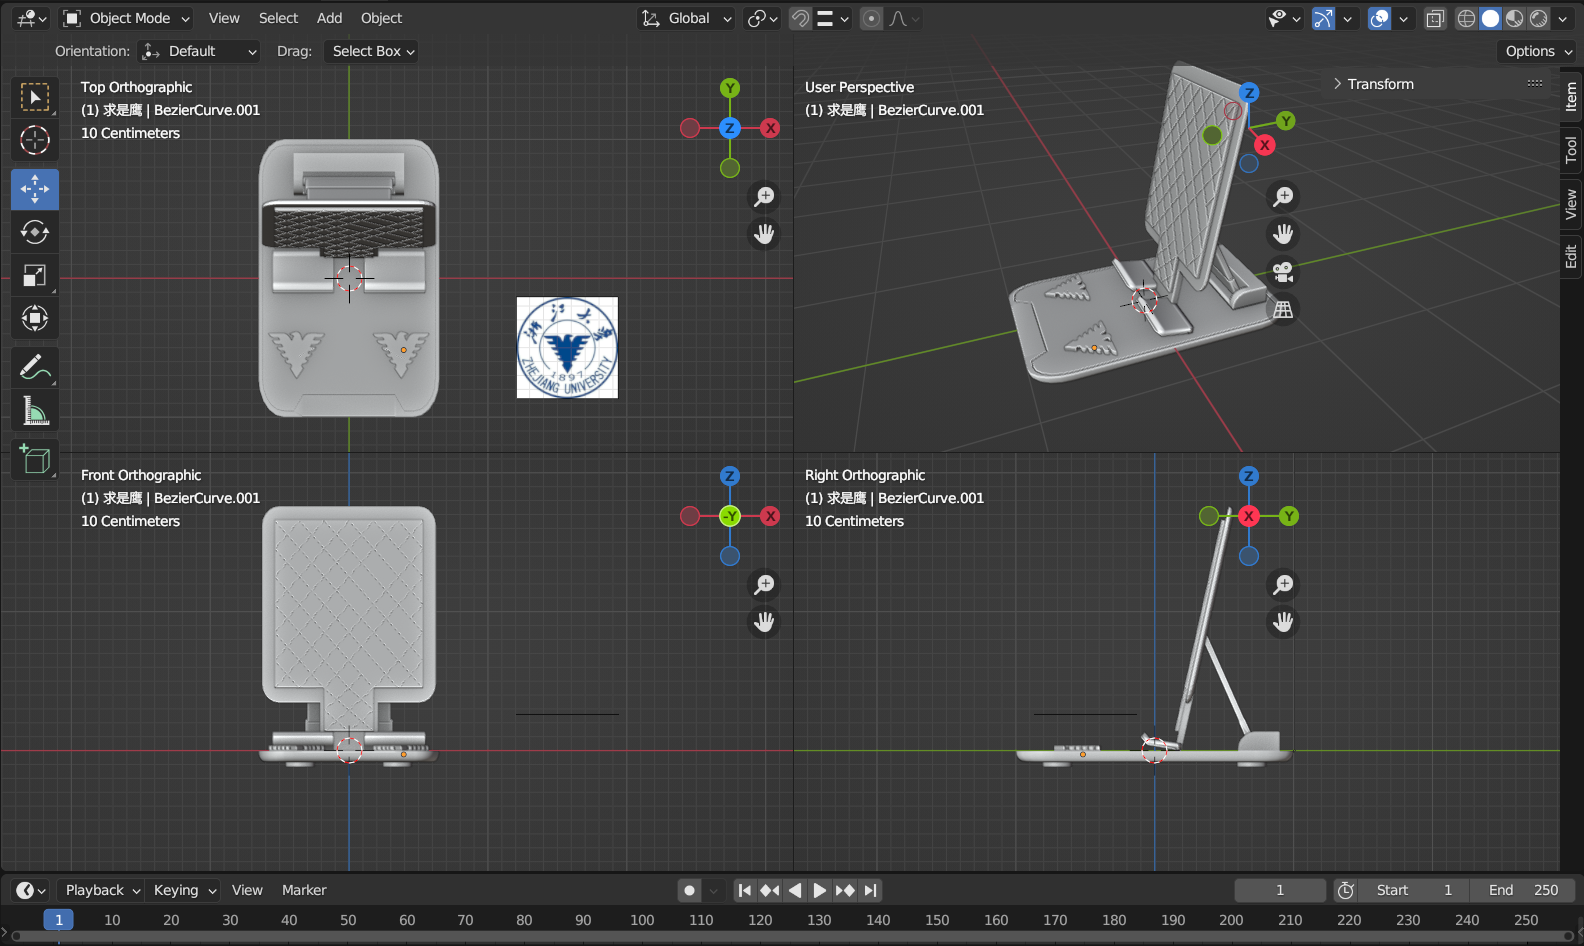 Object Mode View Select Add Object Global
Orientation: Default Drag: Select Box Options
Top Orthographic
(1) 求是鹰 | BezierCurve.001
10 Centimeters
Y
Z
X
ZHEJIANG UNIVERSITY
1897
User Perspective
(1) 求是鹰 | BezierCurve.001
Transform
Z
Y
X
Item
Tool
View
Edit
Front Orthographic
(1) 求是鹰 | BezierCurve.001
10 Centimeters
Z
-Y
X
Right Orthographic
(1) 求是鹰 | BezierCurve.001
10 Centimeters
Z
X
Y
Playback Keying View Marker 1 Start 1 End 250
1 10 20 30 40 50 60 70 80 90 100 110 120 130 140 150 160 170 180 190 200 210 220 230 240 250